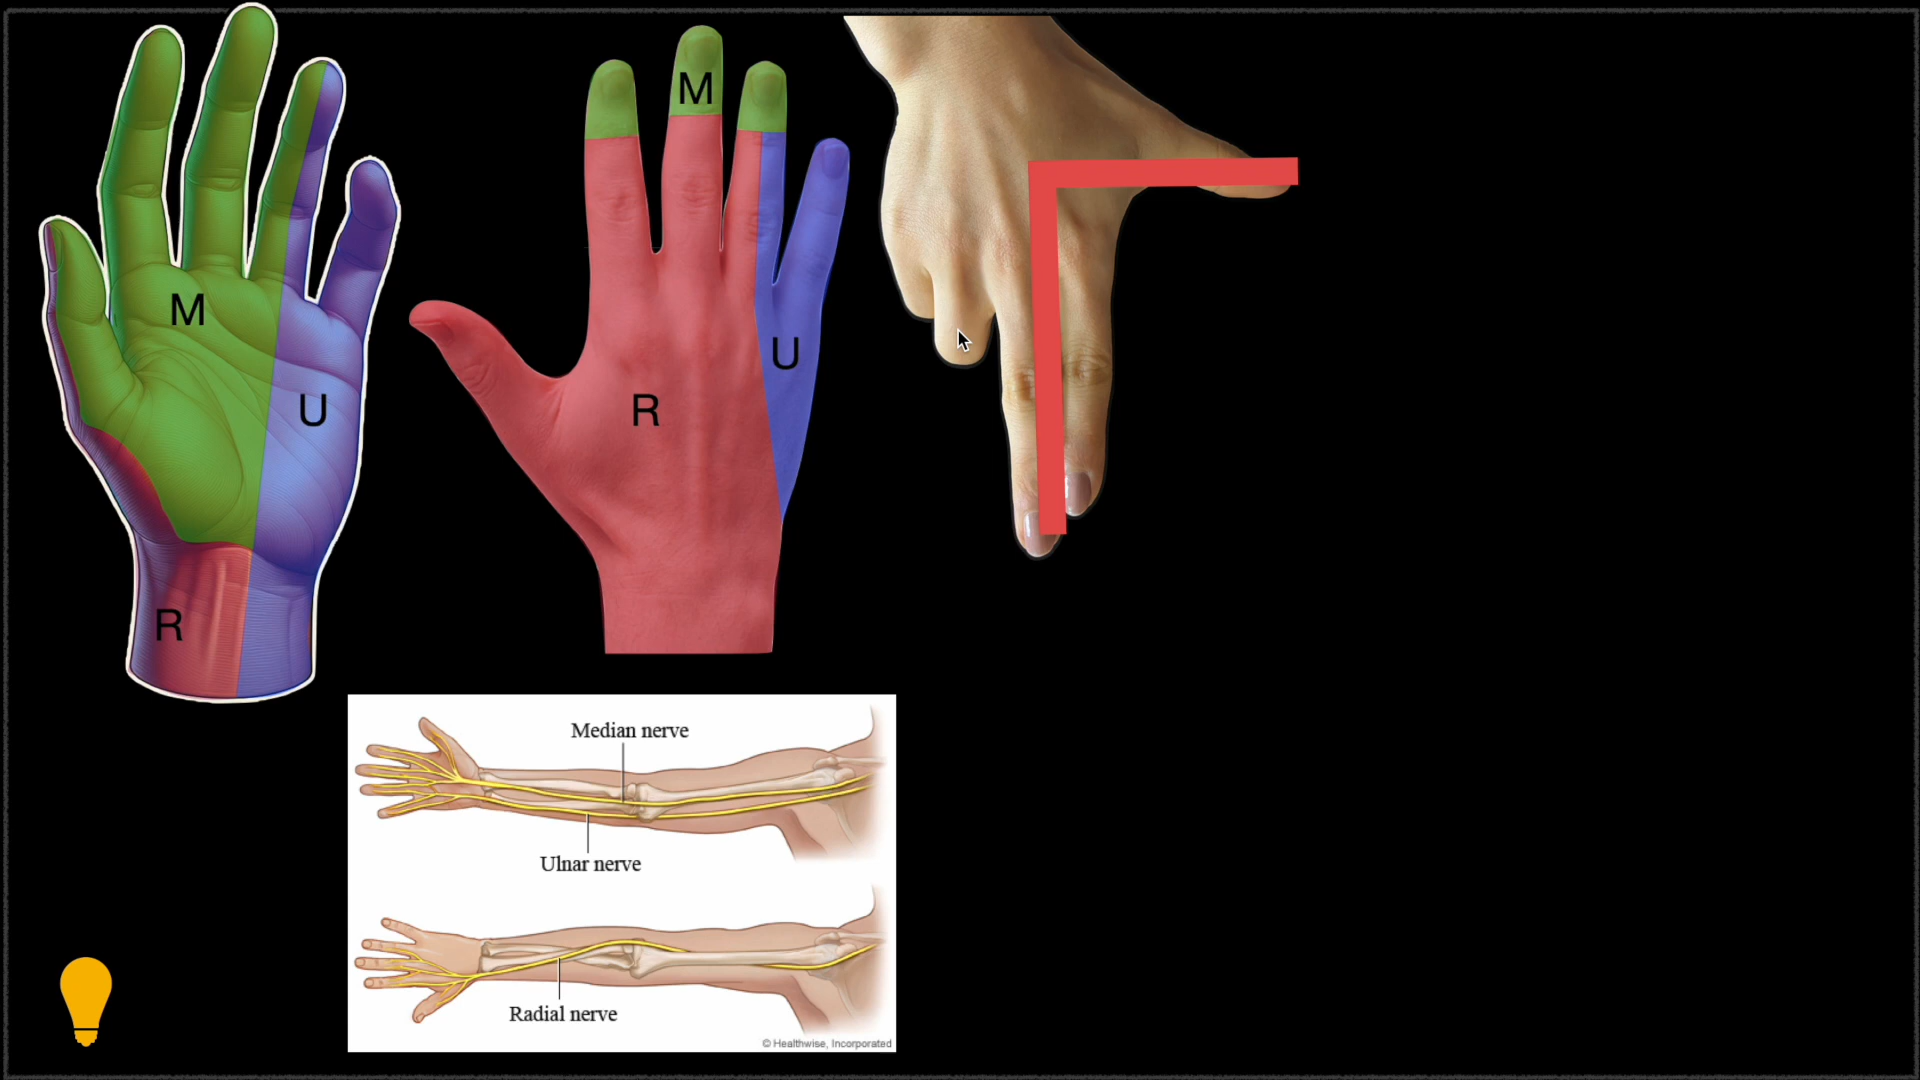 M
U
R
M
R
U
Median nerve
Ulnar nerve
Radial nerve
© Healthwise, Incorporated